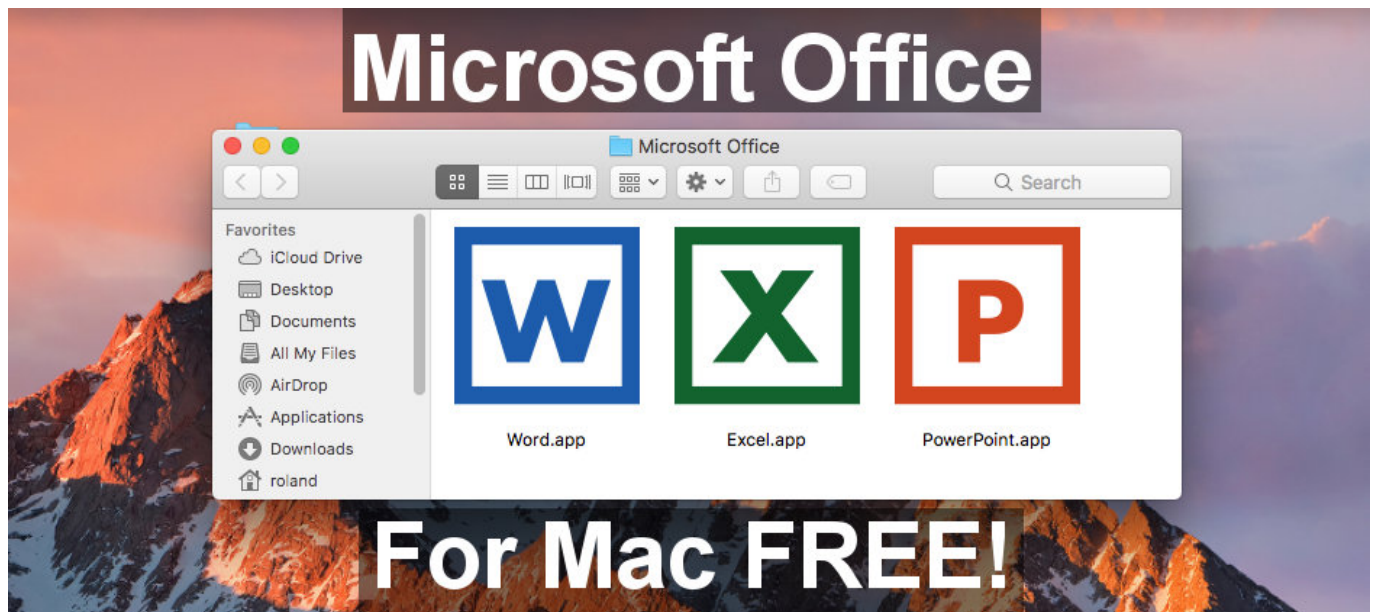 Microsoft Office
Microsoft Office
Search
Favorites
iCloud Drive
Desktop
Documents
All My Files
AirDrop
Applications
Downloads
roland
W X P
Word.app Excel.app PowerPoint.app
For Mac FREE!